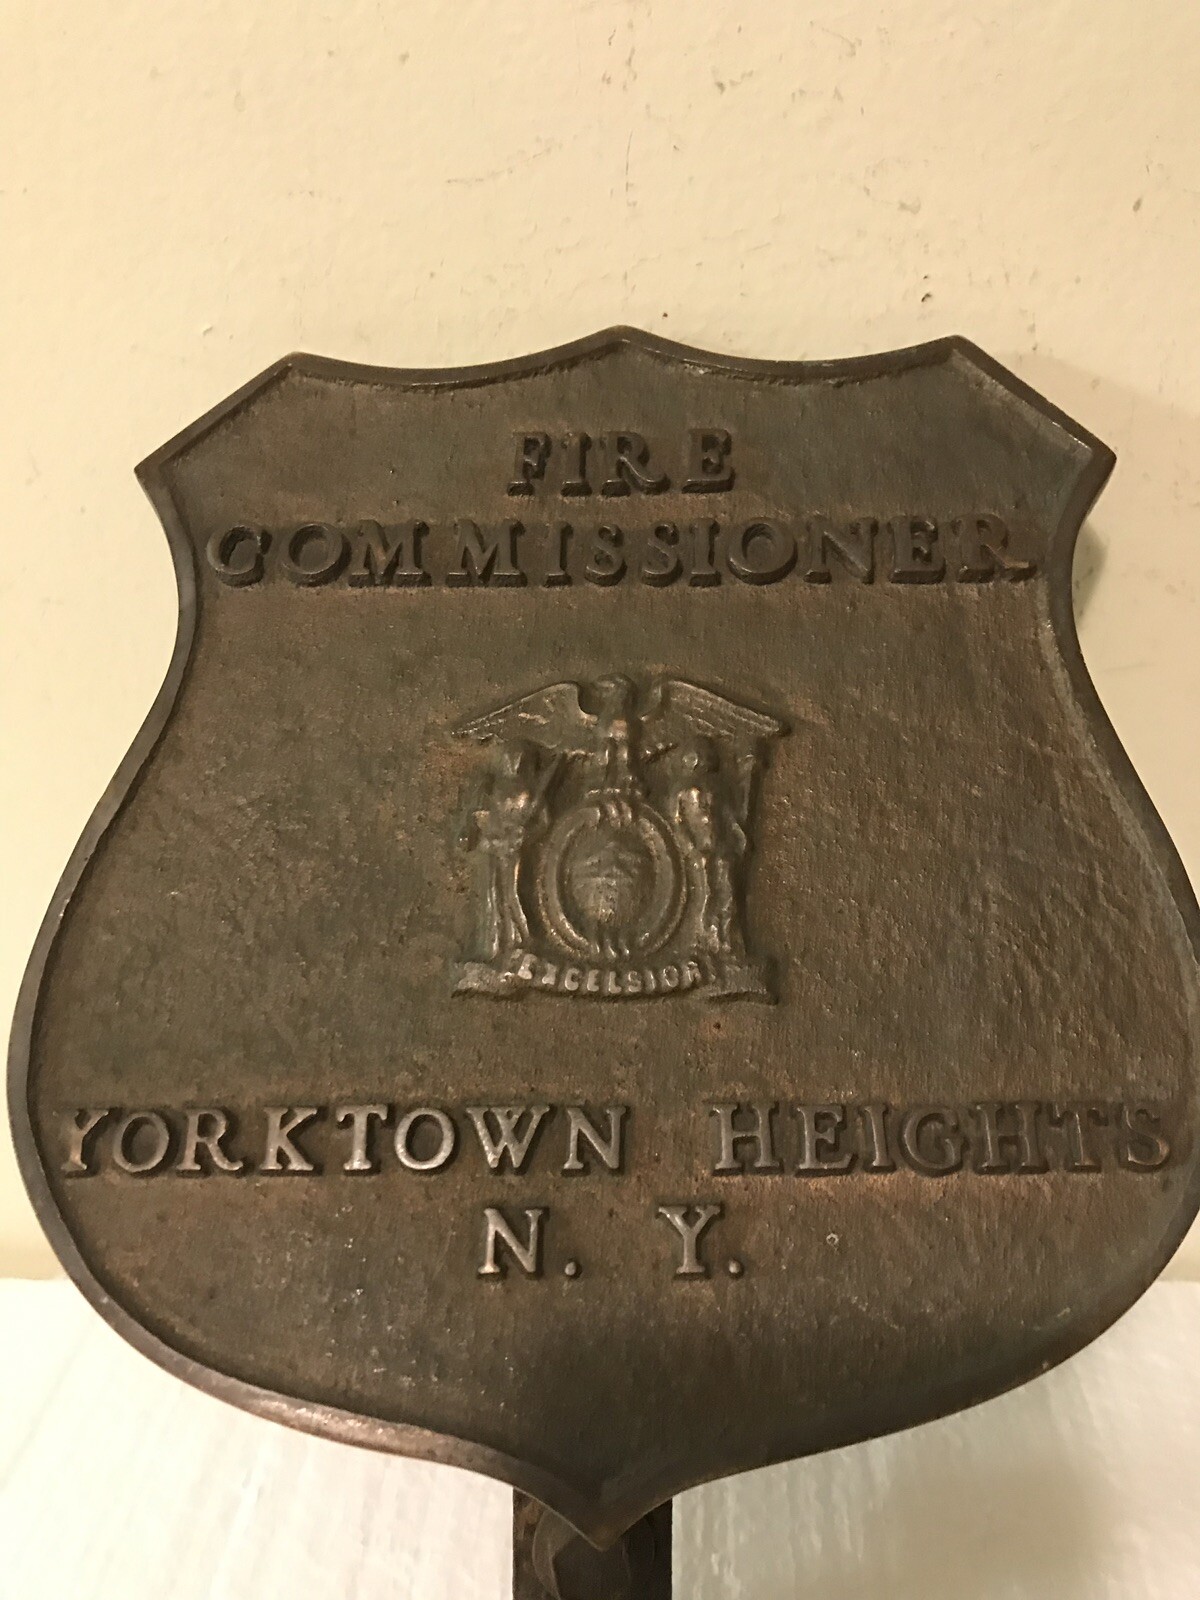 FIRE
COMMISSIONER
EXCELSIOR
YORKTOWN HEIGHTS
N. Y.